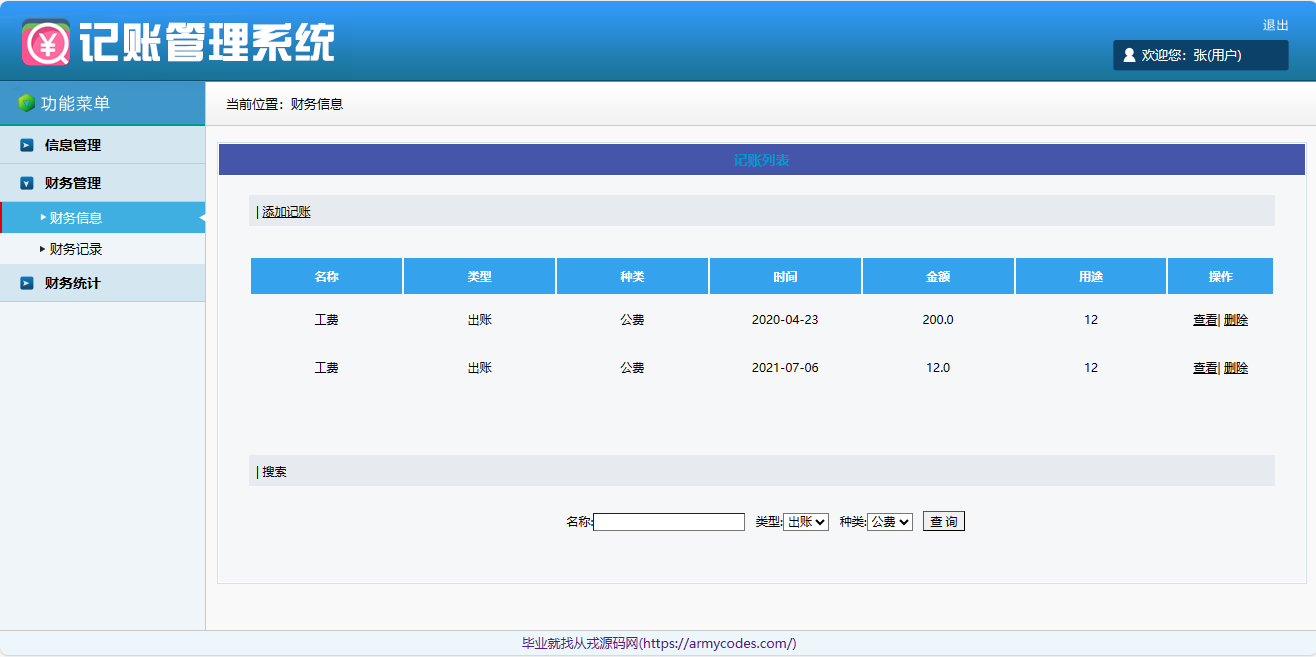 记账管理系统
退出
欢迎您：张(用户)
功能菜单
当前位置：财务信息
信息管理
财务管理
财务信息
财务记录
财务统计
记账列表
| 添加记账
名称 类型 种类 时间 金额 用途 操作
工费 出账 公费 2020-04-23 200.0 12 查看| 删除
工费 出账 公费 2021-07-06 12.0 12 查看| 删除
| 搜索
名称: 类型: 出账 种类: 公费 查 询
毕业就找从戎源码网(https://armycodes.com/)